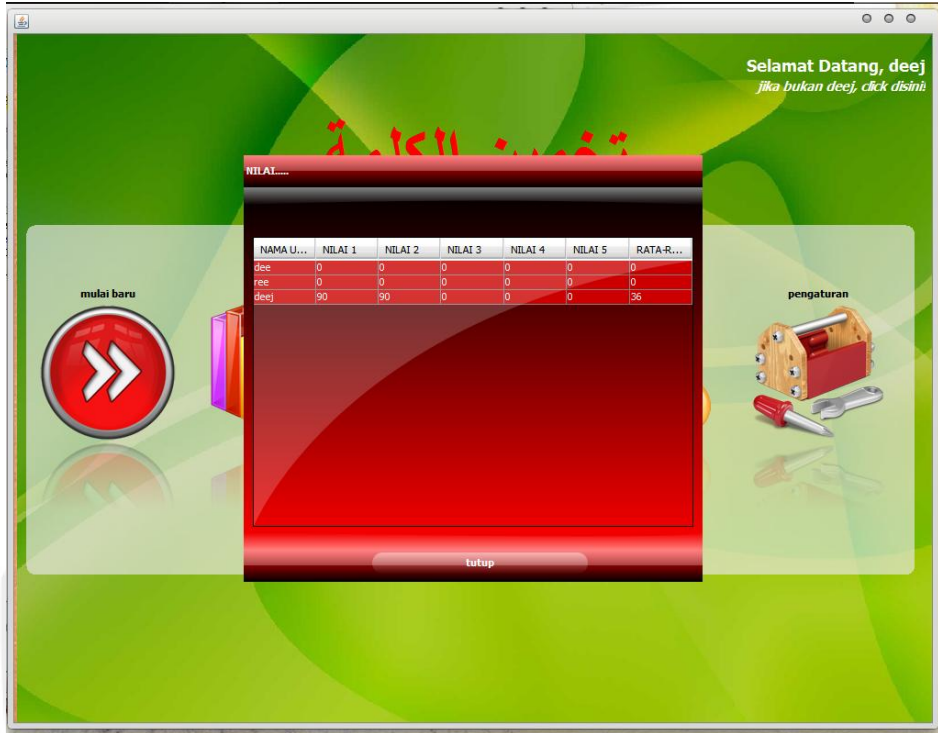 Selamat Datang, deej
jika bukan deej, click disini!
NILAI.....
NAMA U... NILAI 1 NILAI 2 NILAI 3 NILAI 4 NILAI 5 RATA-R...
dee 0 0 0 0 0 0
ree 0 0 0 0 0 0
deej 90 90 0 0 0 36
mulai baru
pengaturan
tutup